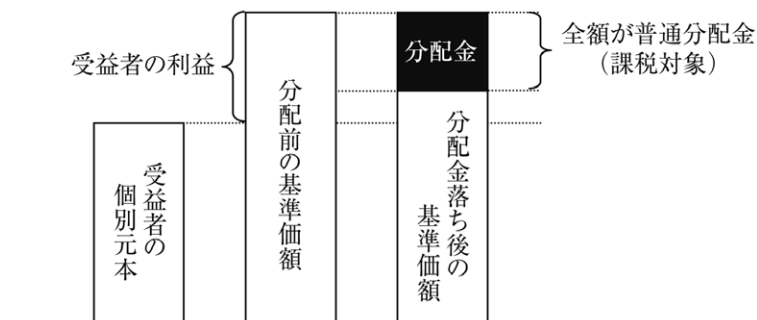 受益者の利益
受益者の
個別元本
分配前の基準価額
分配金
分配金落ち後の
基準価額
全額が普通分配金
(課税対象)